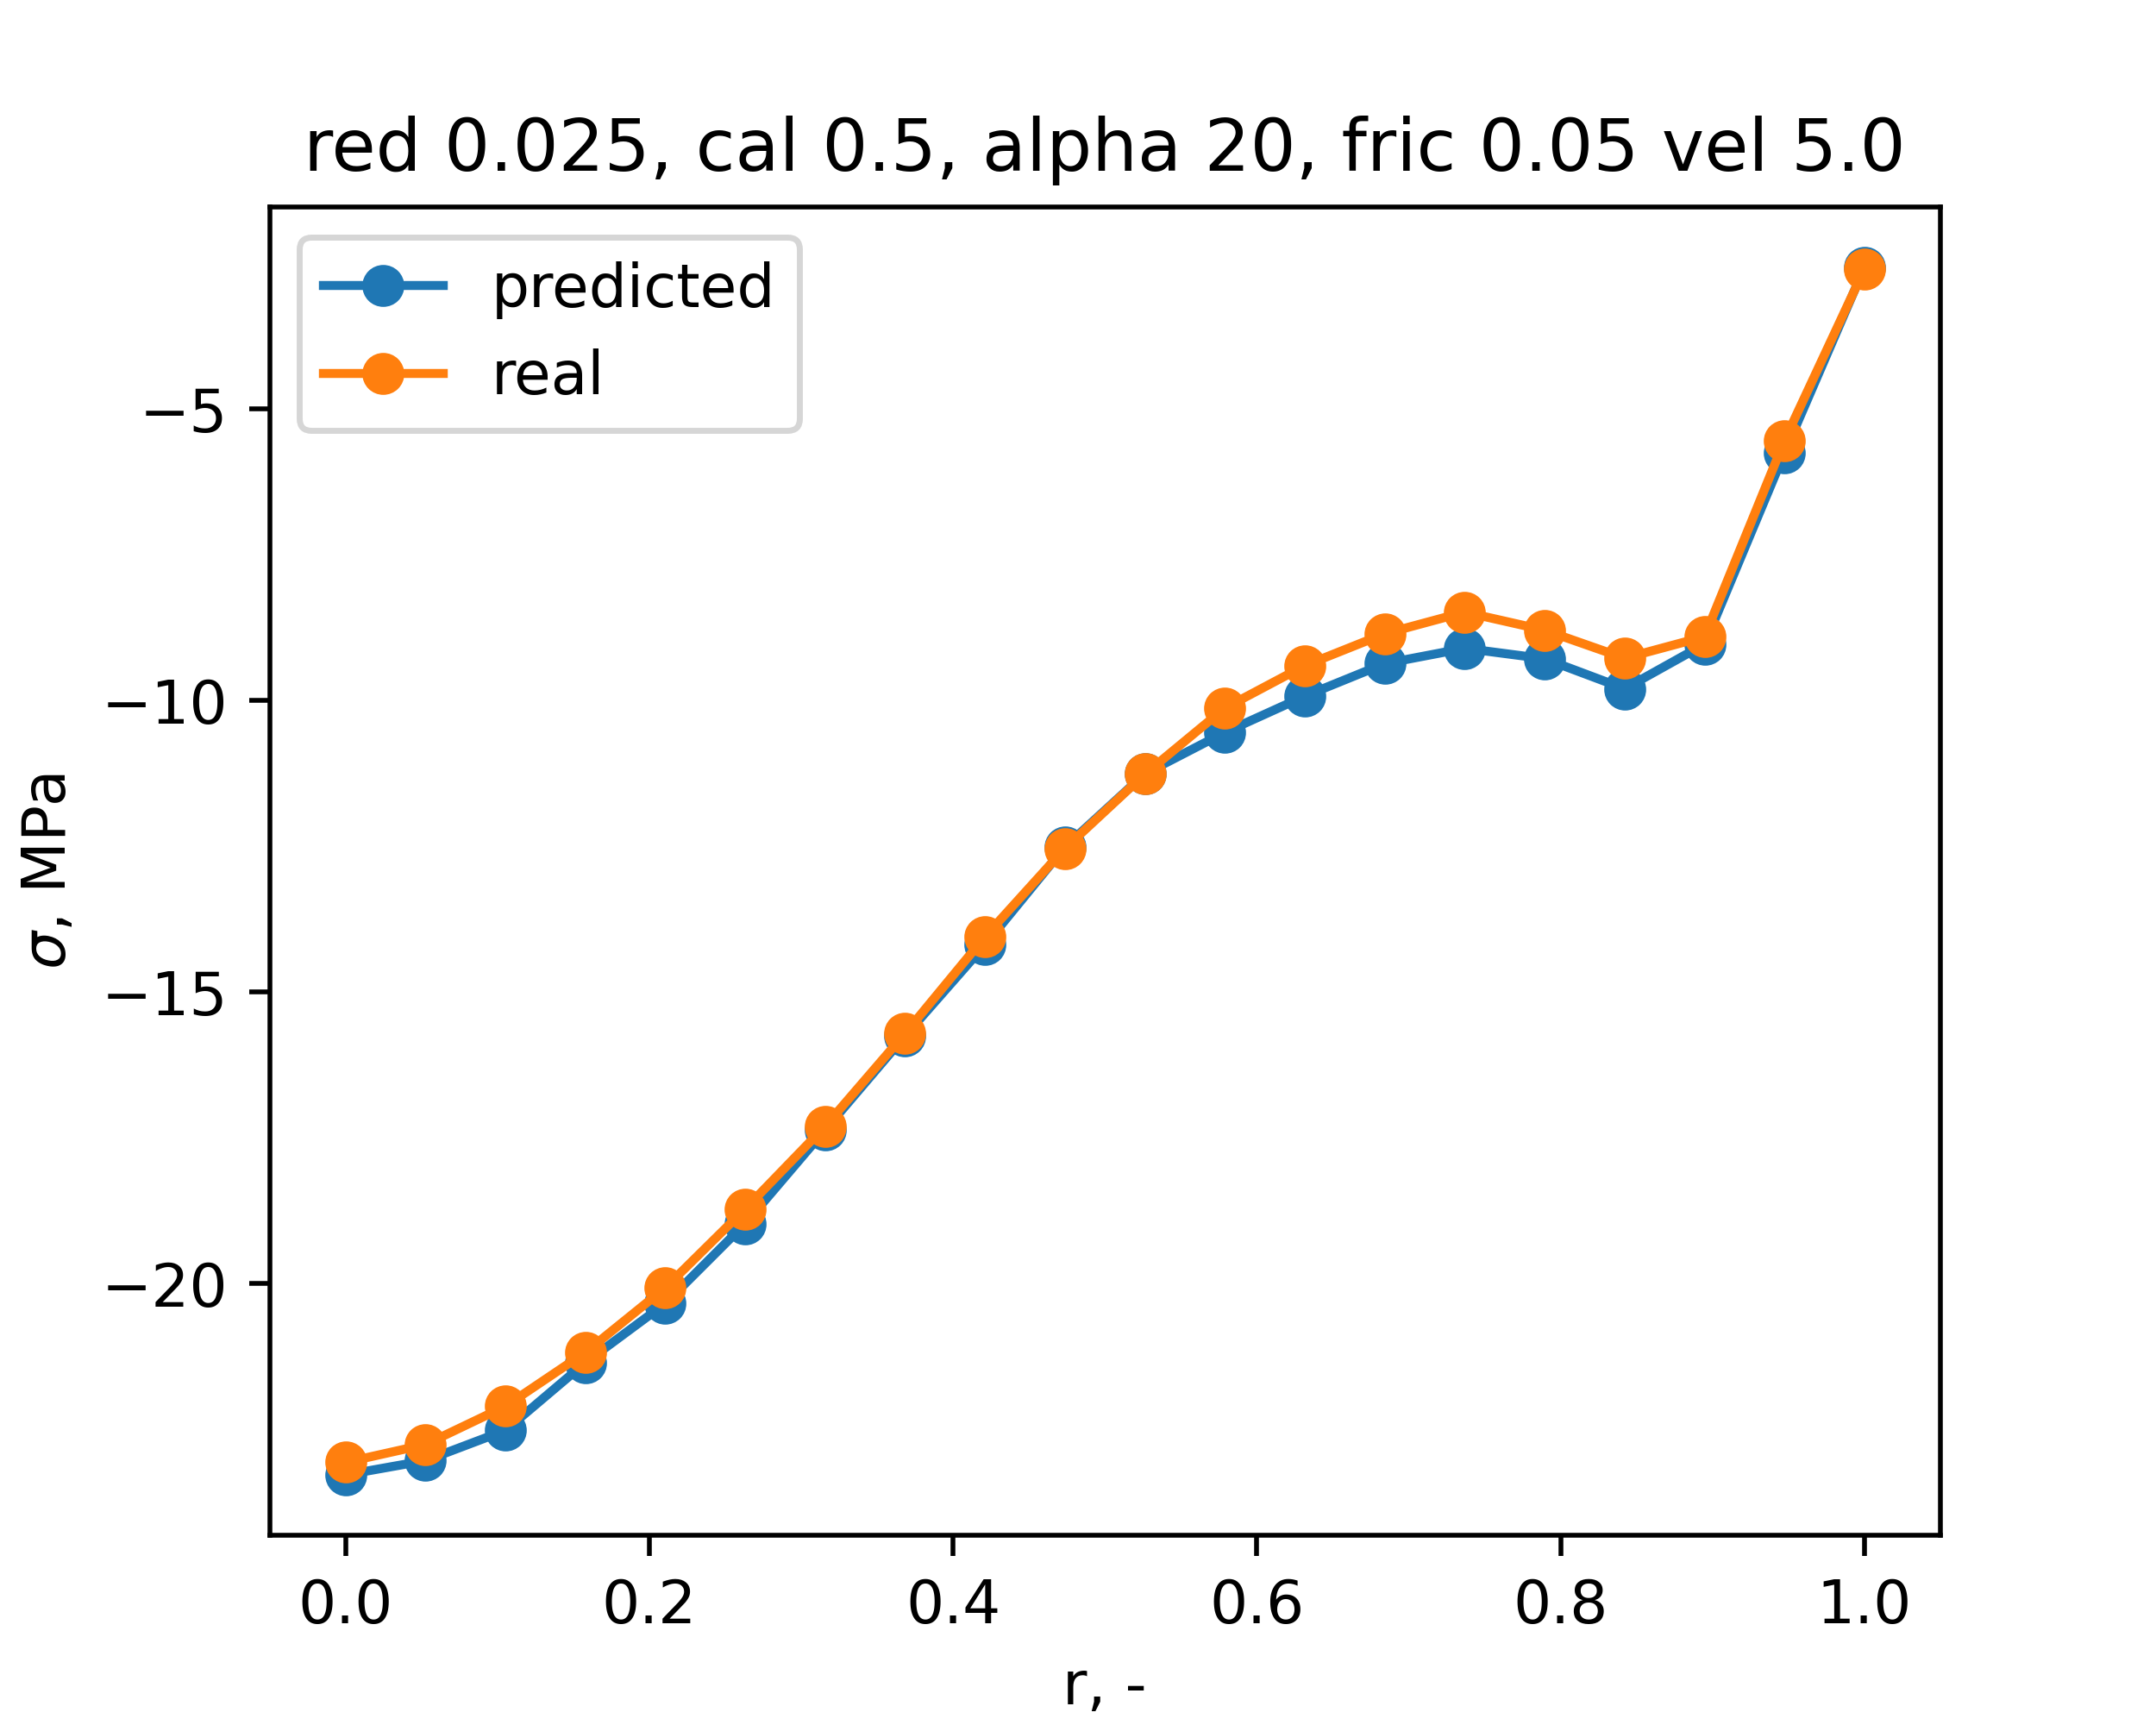 red 0.025, cal 0.5, alpha 20, fric 0.05 vel 5.0
predicted
real
−5
−10
−15
−20
σ, MPa
0.0 0.2 0.4 0.6 0.8 1.0
r, -